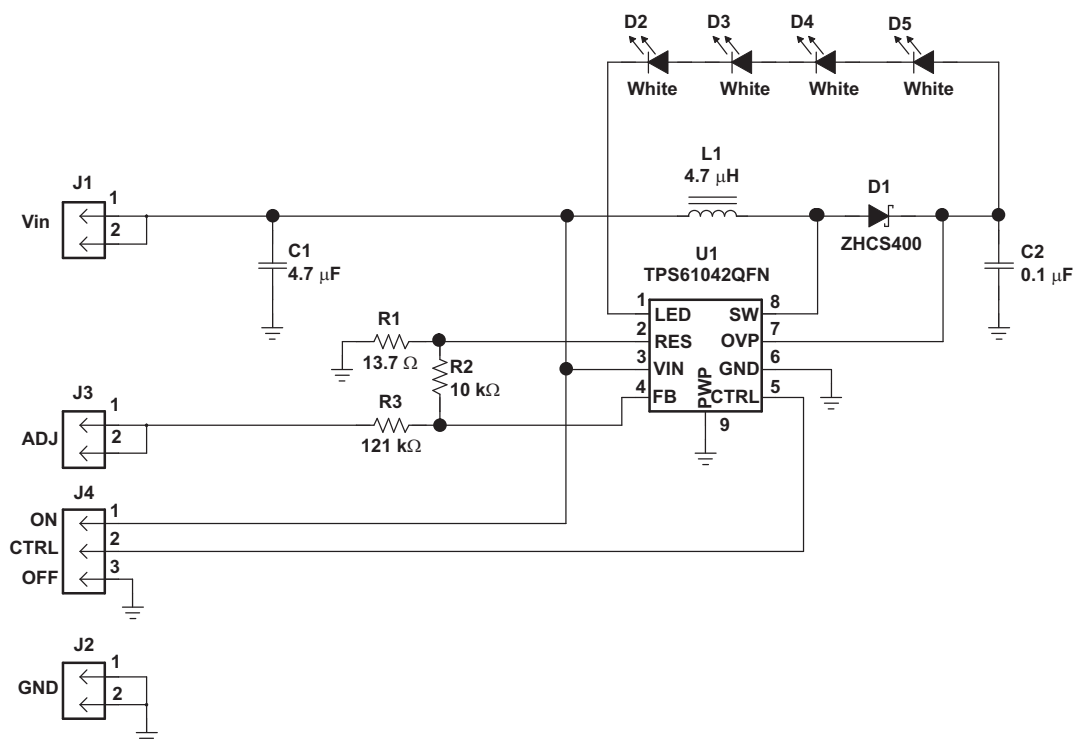 D2
D3
D4
D5
White
White
White
White
L1
4.7 μH
J1
D1
Vin
1
2
ZHCS400
C1
4.7 μF
U1
TPS61042QFN
C2
0.1 μF
1
LED
SW
8
2
RES
OVP
7
3
VIN
GND
6
4
FB
CTRL
5
PWP
9
R1
13.7 Ω
R2
10 kΩ
R3
121 kΩ
J3
ADJ
1
2
J4
ON
1
CTRL
2
OFF
3
J2
GND
1
2